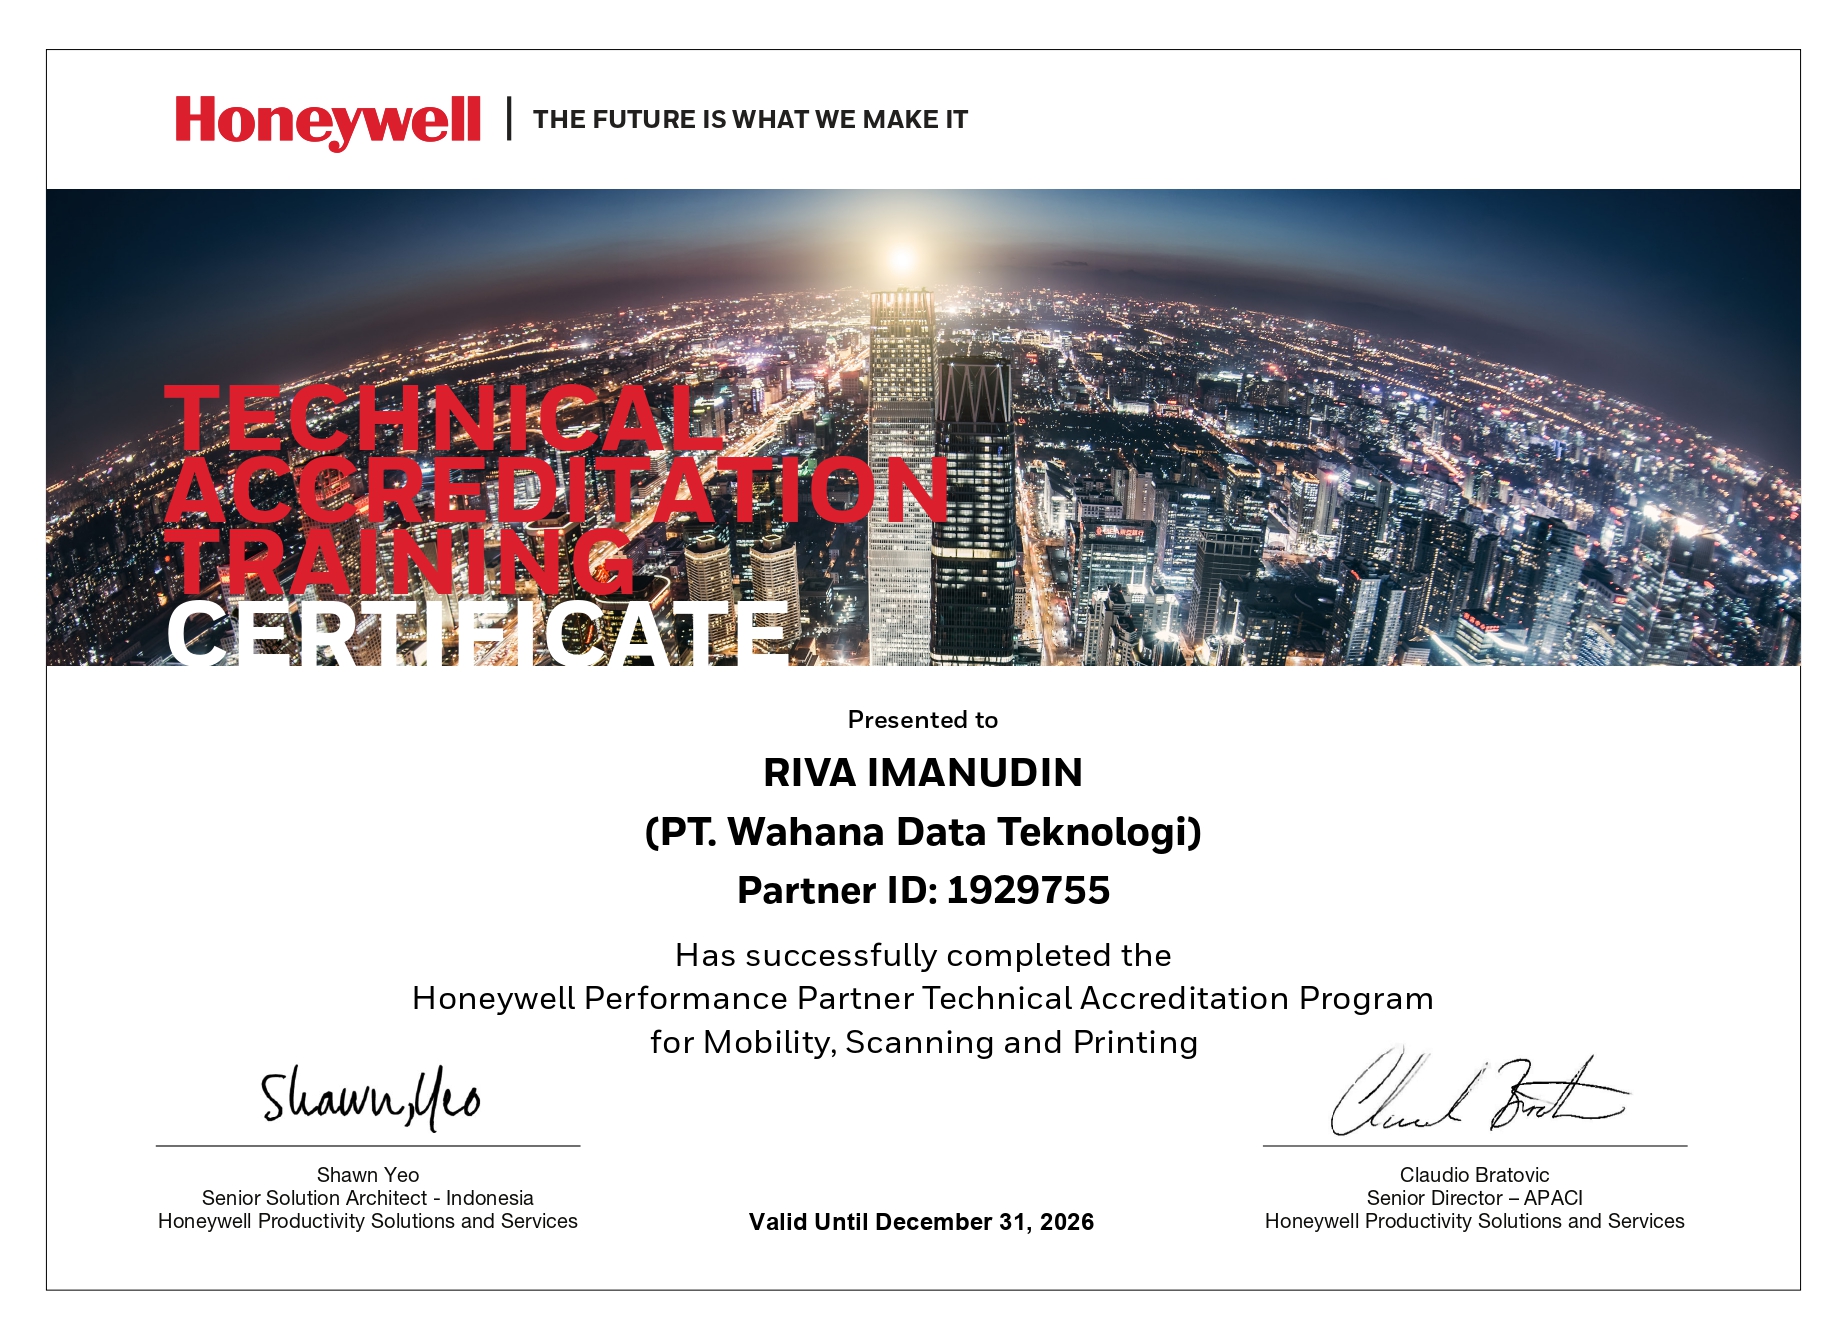 Honeywell | THE FUTURE IS WHAT WE MAKE IT
TECHNICAL
ACCREDITATION
TRAINING
CERTIFICATE
Presented to
RIVA IMANUDIN
(PT. Wahana Data Teknologi)
Partner ID: 1929755
Has successfully completed the
Honeywell Performance Partner Technical Accreditation Program
for Mobility, Scanning and Printing
Shawn, Yeo
Shawn Yeo
Senior Solution Architect - Indonesia
Honeywell Productivity Solutions and Services
Valid Until December 31, 2026
Claudio Bratovic
Senior Director – APACI
Honeywell Productivity Solutions and Services